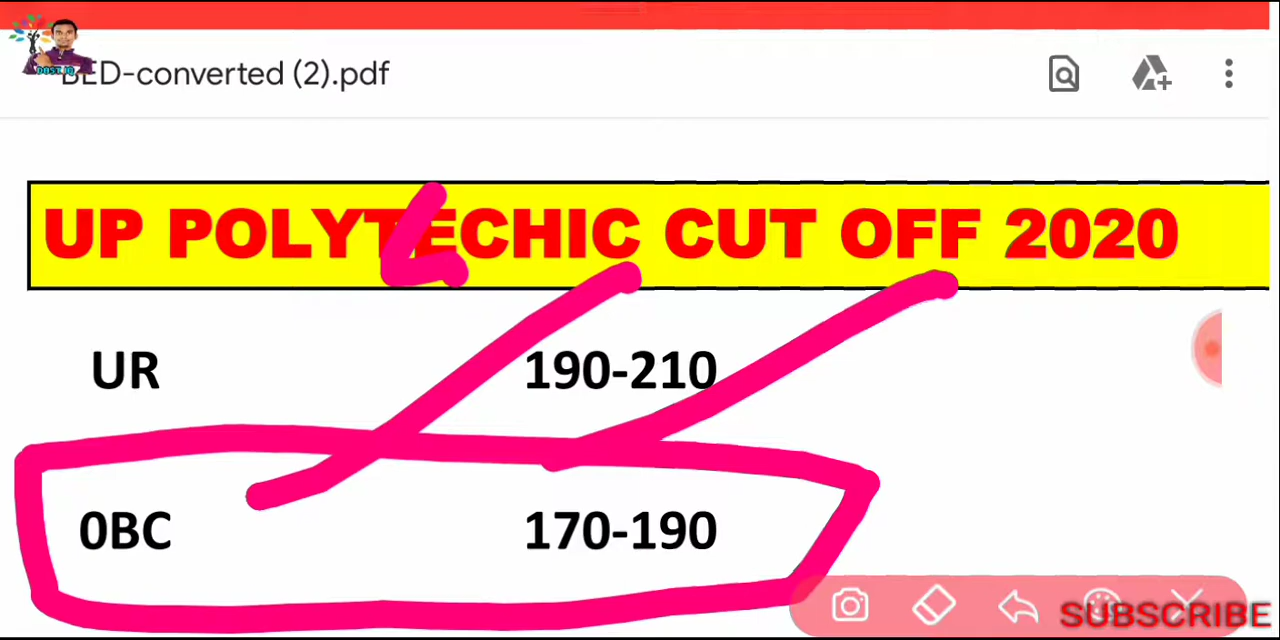 BED-converted (2).pdf
UP POLYTECHIC CUT OFF 2020
UR 190-210
0BC 170-190
SUBSCRIBE